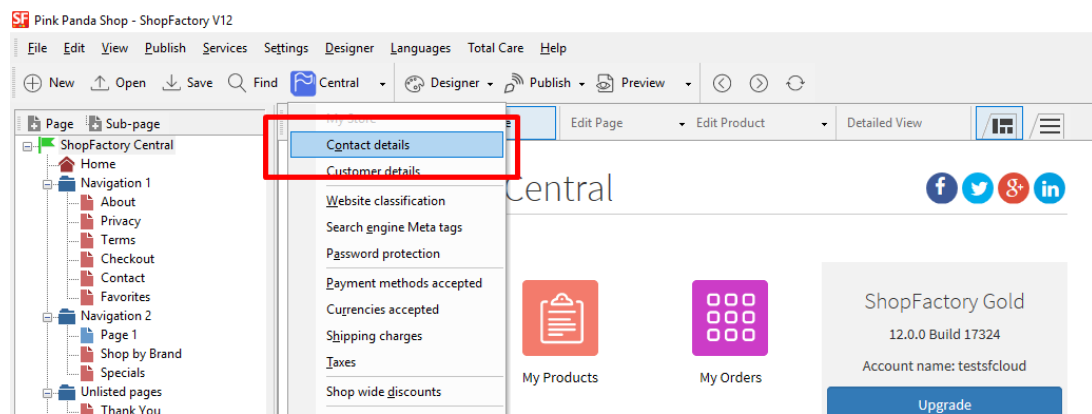 SF Pink Panda Shop - ShopFactory V12
File Edit View Publish Services Settings Designer Languages Total Care Help
New Open Save Find Central Designer Publish Preview
Page Sub-page
ShopFactory Central
Home
Navigation 1
About
Privacy
Terms
Checkout
Contact
Favorites
Navigation 2
Page 1
Shop by Brand
Specials
Unlisted pages
Thank You
My Store
Contact details
Customer details
Website classification
Search engine Meta tags
Password protection
Payment methods accepted
Currencies accepted
Shipping charges
Taxes
Shop wide discounts
Edit Page Edit Product Detailed View
Central
f 8+ in
My Products
My Orders
ShopFactory Gold
12.0.0 Build 17324
Account name: testsfcloud
Upgrade